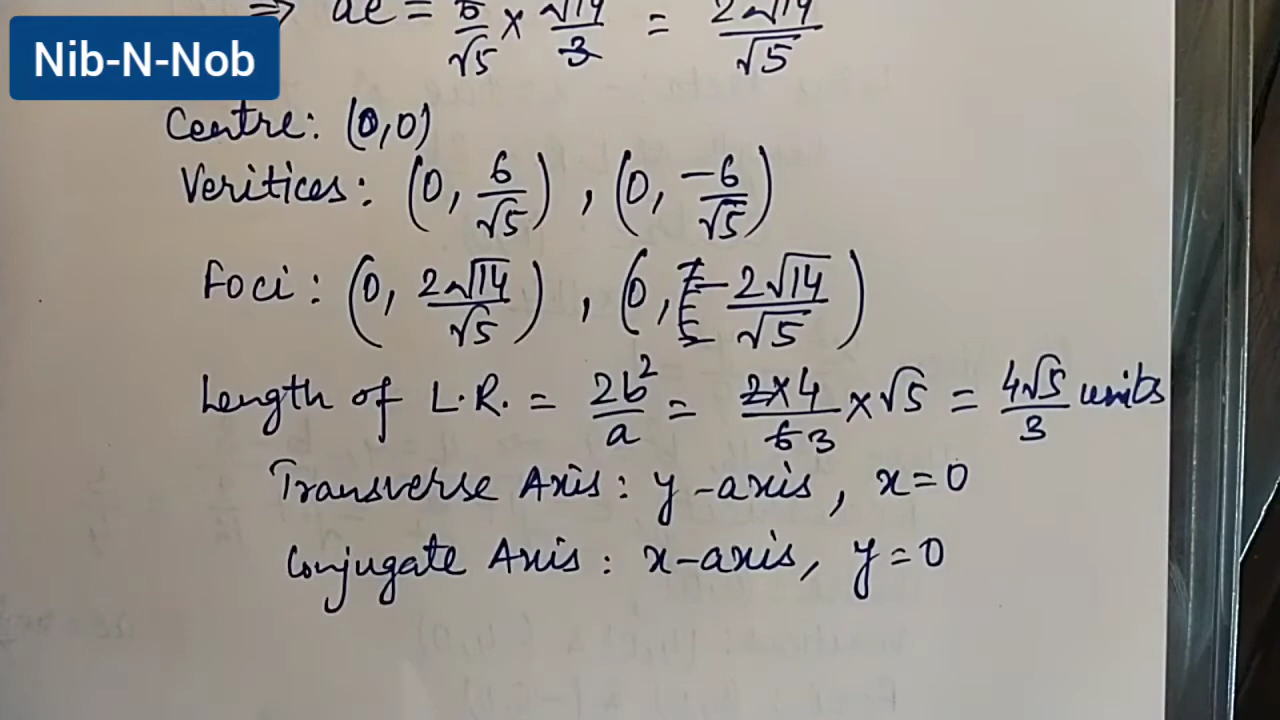 ⇒ ae = 6/√5 × √14/3 = 2√14/√5
Nib-N-Nob
Centre: (0,0)
Veritices: (0, 6/√5), (0, -6/√5)
Foci: (0, 2√14/√5), (0, -2√14/√5)
Length of L.R. = 2b²/a = 2×4/6 3 × √5 = 4√5/3 units
Transverse Axis: y-axis, x=0
Conjugate Axis: x-axis, y=0